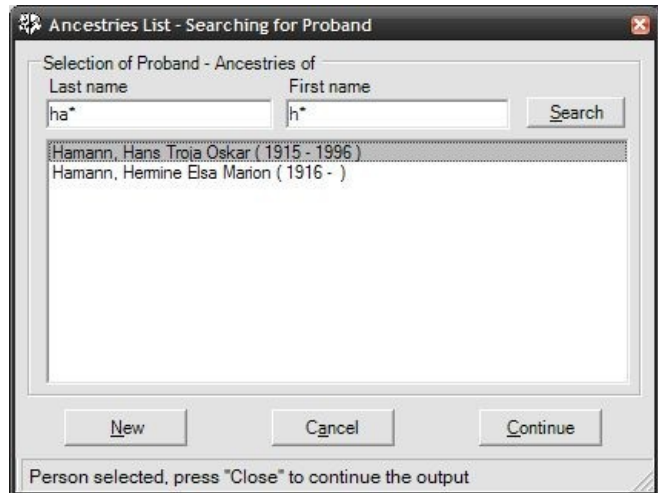 Ancestries List - Searching for Proband
Selection of Proband - Ancestries of
Last name First name
ha* h* Search
Hamann, Hans Troja Oskar ( 1915 - 1996 )
Hamann, Hermine Elsa Marion ( 1916 - )
New Cancel Continue
Person selected, press "Close" to continue the output